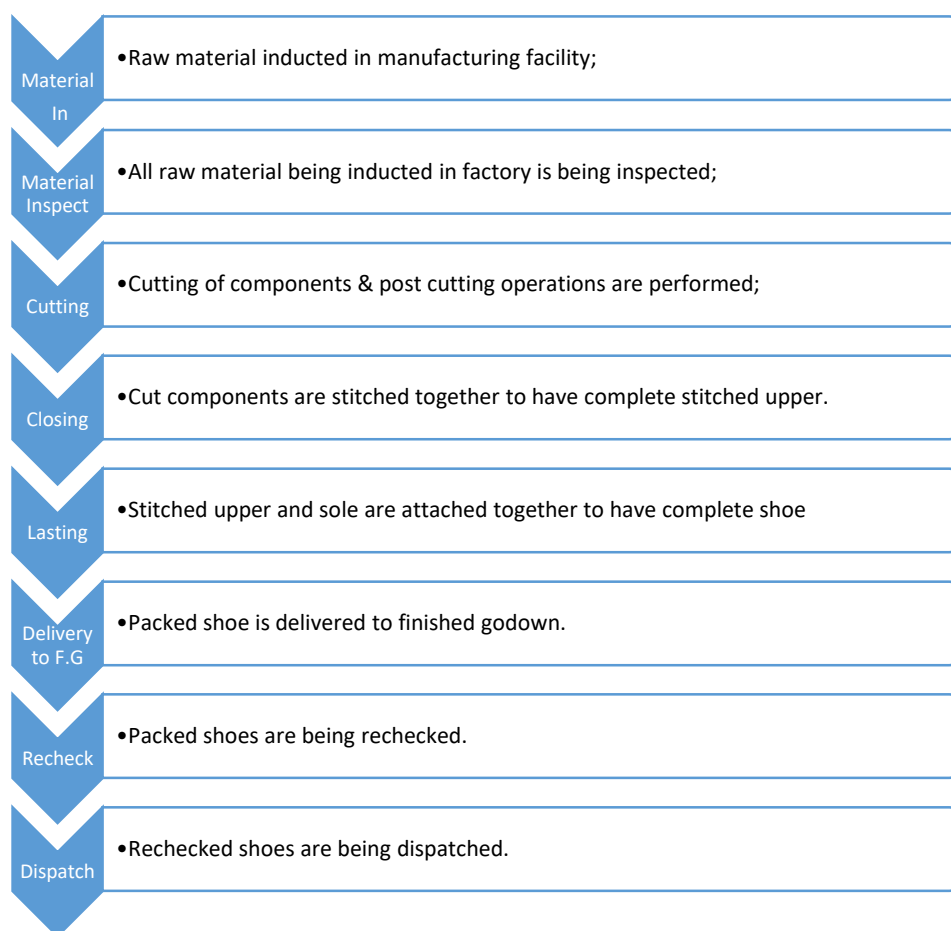 Material
In
•Raw material inducted in manufacturing facility;
Material
Inspect
•All raw material being inducted in factory is being inspected;
Cutting
•Cutting of components & post cutting operations are performed;
Closing
•Cut components are stitched together to have complete stitched upper.
Lasting
•Stitched upper and sole are attached together to have complete shoe
Delivery
to F.G
•Packed shoe is delivered to finished godown.
Recheck
•Packed shoes are being rechecked.
Dispatch
•Rechecked shoes are being dispatched.